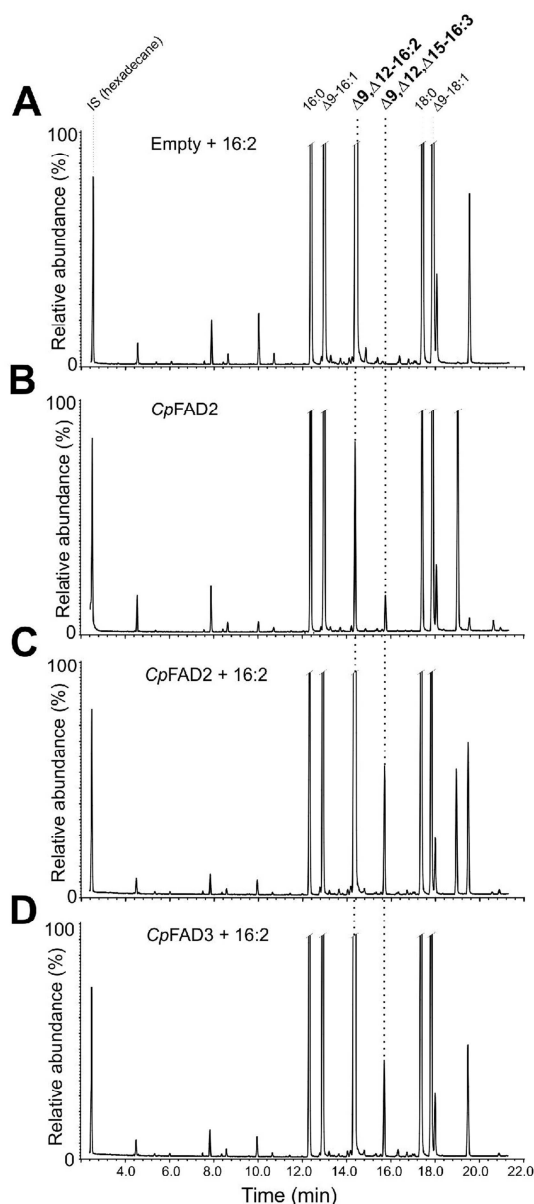 IS (hexadecane)
16:0
Δ9-16:1
Δ9,Δ12-16:2
Δ9,Δ12,Δ15-16:3
18:0
Δ9-18:1
A
100
Empty + 16:2
Relative abundance (%)
0
B
100
CpFAD2
Relative abundance (%)
0
C
100
CpFAD2 + 16:2
Relative abundance (%)
0
D
100
CpFAD3 + 16:2
Relative abundance (%)
0
4.0 6.0 8.0 10.0 12.0 14.0 16.0 18.0 20.0 22.0
Time (min)